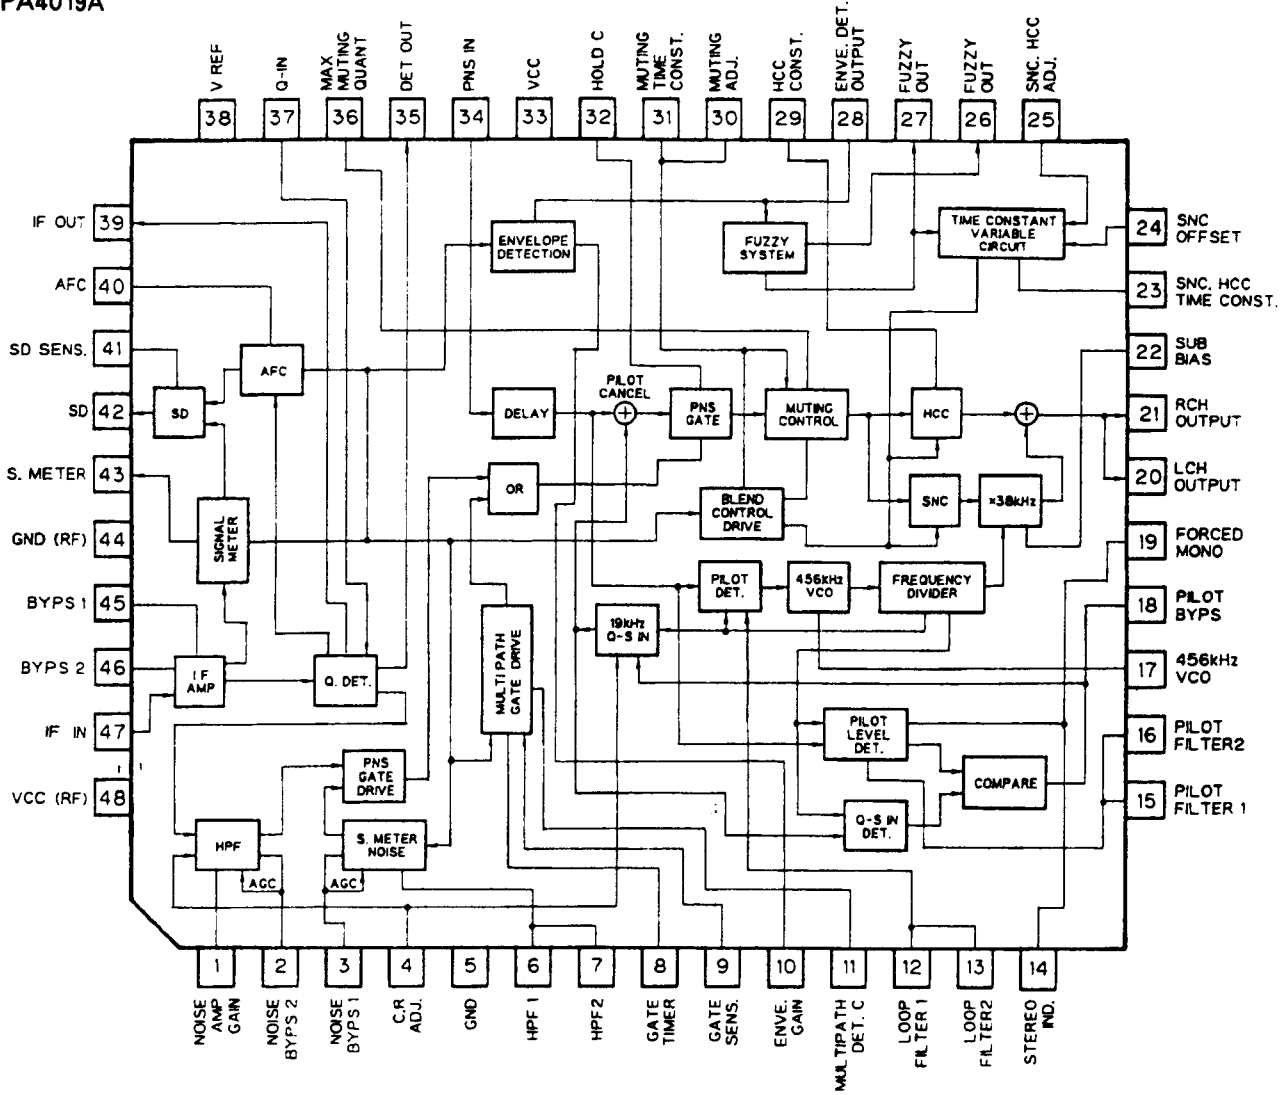 PA4019A
V REF
Q-IN
MAX
MUTING
QUANT
DET OUT
PNS IN
VCC
HOLD C
MUTING
TIME
CONST.
MUTING
ADJ.
HCC
CONST.
ENVE. DET.
OUTPUT
FUZZY
OUT
FUZZY
OUT
SNC. HCC
ADJ.
38
37
36
35
34
33
32
31
30
29
28
27
26
25
IF OUT 39
AFC 40
SD SENS. 41
SD 42
S. METER 43
GND (RF) 44
BYPS 1 45
BYPS 2 46
IF IN 47
VCC (RF) 48
24 SNC
OFFSET
23 SNC. HCC
TIME CONST.
22 SUB
BIAS
21 RCH
OUTPUT
20 LCH
OUTPUT
19 FORCED
MONO
18 PILOT
BYPS
17 456kHz
VCO
16 PILOT
FILTER2
15 PILOT
FILTER 1
ENVELOPE
DETECTION
FUZZY
SYSTEM
TIME CONSTANT
VARIABLE
CIRCUIT
AFC
SD
PILOT
CANCEL
DELAY
+
PNS
GATE
MUTING
CONTROL
HCC
+
OR
BLEND
CONTROL
DRIVE
SNC
×38kHz
SIGNAL
METER
PILOT
DET.
456kHz
VCO
FREQUENCY
DIVIDER
19kHz
Q-S IN
MULTIPATH
GATE DRIVE
IF
AMP
Q. DET.
PILOT
LEVEL
DET.
COMPARE
PNS
GATE
DRIVE
Q-S IN
DET.
HPF
S. METER
NOISE
AGC
AGC
1
2
3
4
5
6
7
8
9
10
11
12
13
14
NOISE
AMP
GAIN
NOISE
BYPS 2
NOISE
BYPS 1
C.R
ADJ.
GND
HPF 1
HPF2
GATE
TIMER
GATE
SENS.
ENVE.
GAIN
MULTIPATH
DET. C
LOOP
FILTER 1
LOOP
FILTER2
STEREO
IND.